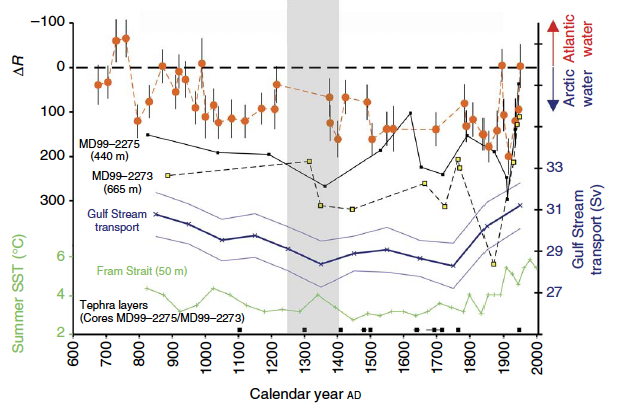 −100
0
100
200
300
ΔR
Atlantic
water
Arctic
water
MD99–2275
(440 m)
MD99–2273
(665 m)
Gulf Stream
transport
Fram Strait (50 m)
Tephra layers
(Cores MD99–2275/MD99–2273)
6
4
2
Summer SST (°C)
33
31
29
27
Gulf Stream
transport (Sv)
600 700 800 900 1000 1100 1200 1300 1400 1500 1600 1700 1800 1900 2000
Calendar year AD